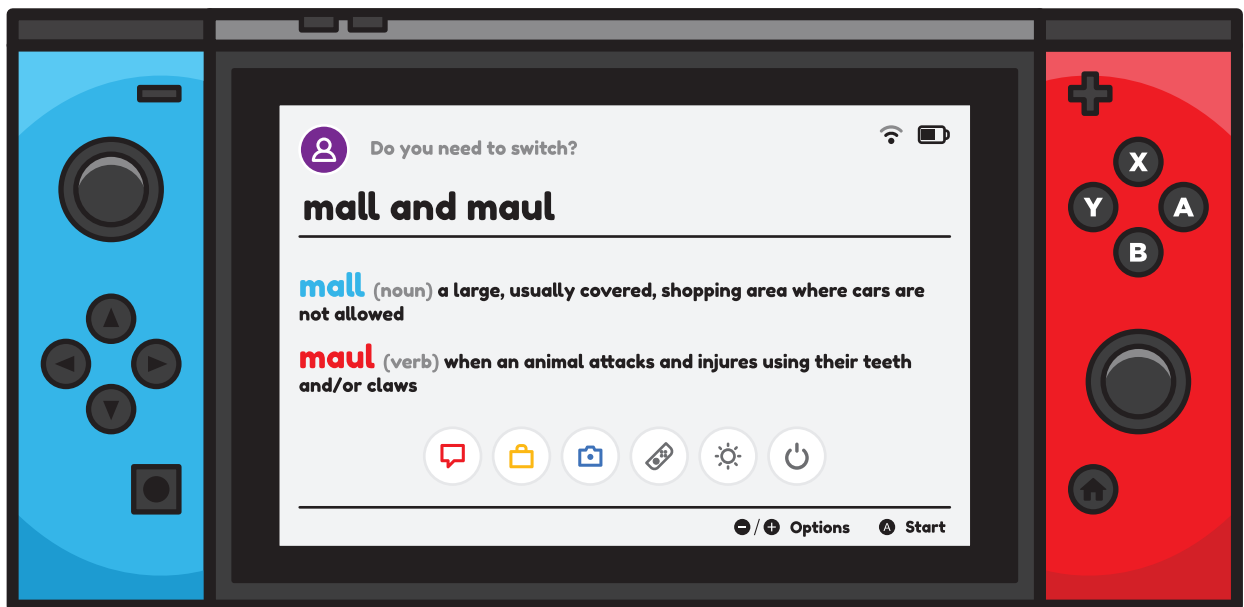 Do you need to switch?
mall and maul
mall (noun) a large, usually covered, shopping area where cars are
not allowed
maul (verb) when an animal attacks and injures using their teeth
and/or claws
/ Options A Start
X
Y A
B